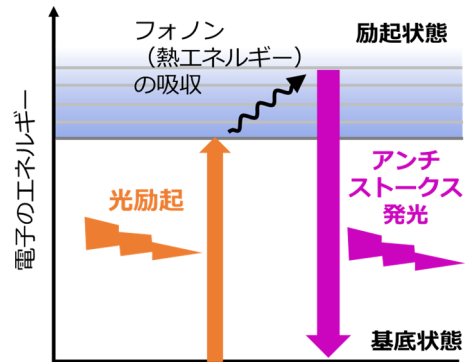 フォノン
（熱エネルギー）
の吸収
励起状態
電子のエネルギー
光励起
アンチ
ストークス
発光
基底状態